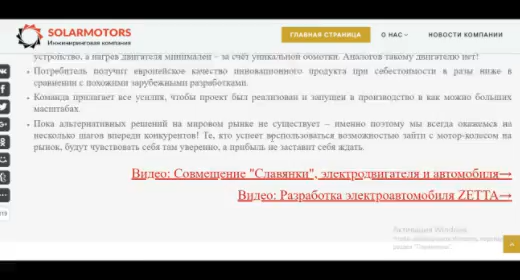 SOLARMOTORS
Инжиниринговая компания
ГЛАВНАЯ СТРАНИЦА
О НАС
НОВОСТИ КОМПАНИИ
устройство, а нагрев двигателя минимален – за счёт уникальной обмотки. Аналогов такому двигателю нет!
Потребитель получит европейское качество инновационного продукта при себестоимости в разы ниже в
сравнении с похожими зарубежными разработками.
Команда прилагает все усилия, чтобы проект был реализован и запущен в производство в как можно больших
масштабах.
Пока альтернативных решений на мировом рынке не существует – именно поэтому мы всегда окажемся на
несколько шагов впереди конкурентов! Те, кто успеет воспользоваться возможностью зайти с мотор-колесом на
рынок, будут чувствовать себя там уверенно, а прибыль не заставит себя ждать.
Видео: Совмещение "Славянки", электродвигателя и автомобиля→
Видео: Разработка электроавтомобиля ZETTA→
Активация Windows